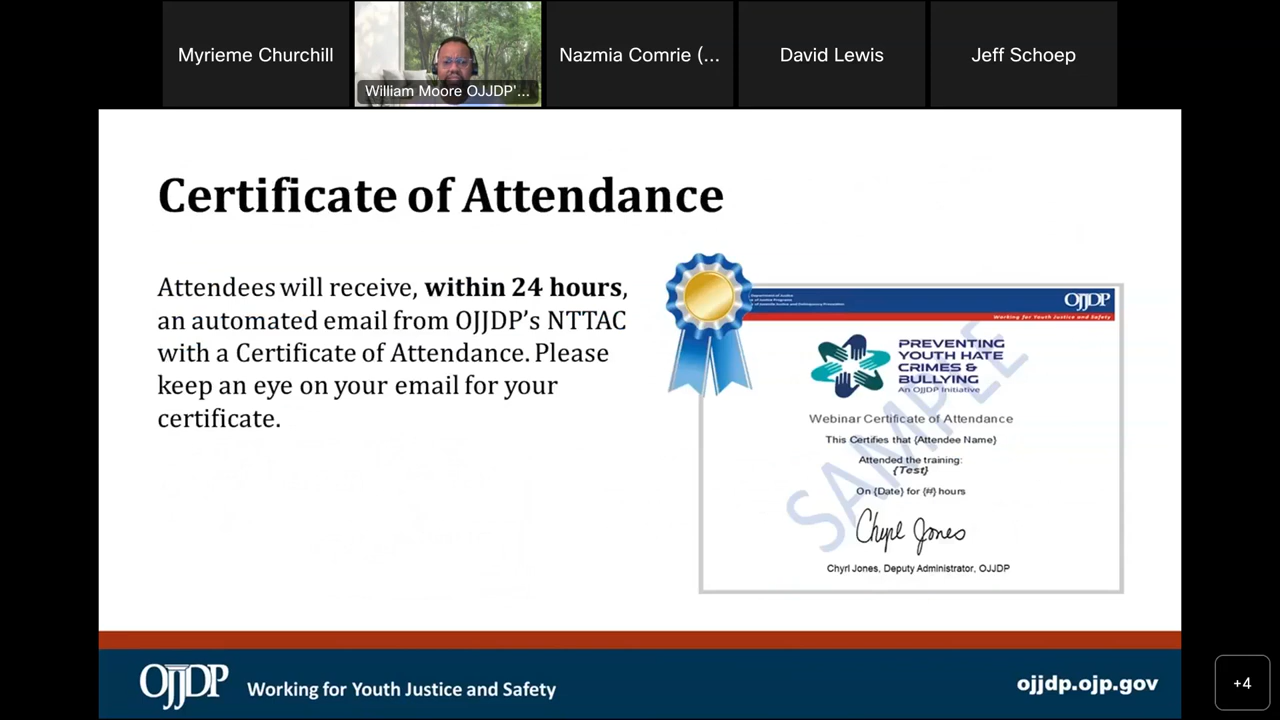 Myrieme Churchill
William Moore OJJDP'...
Nazmia Comrie (...
David Lewis
Jeff Schoep
Certificate of Attendance
Attendees will receive, within 24 hours,
an automated email from OJJDP's NTTAC
with a Certificate of Attendance. Please
keep an eye on your email for your
certificate.
OJJDP
Working for Youth Justice and Safety
PREVENTING
YOUTH HATE
CRIMES &
BULLYING
An OJJDP Initiative
Webinar Certificate of Attendance
This Certifies that {Attendee Name}
Attended the training:
{Test}
On {Date} for {#} hours
SAMPLE
Chyrl Jones
Chyrl Jones, Deputy Administrator, OJJDP
OJJDP
Working for Youth Justice and Safety
ojjdp.ojp.gov
+4